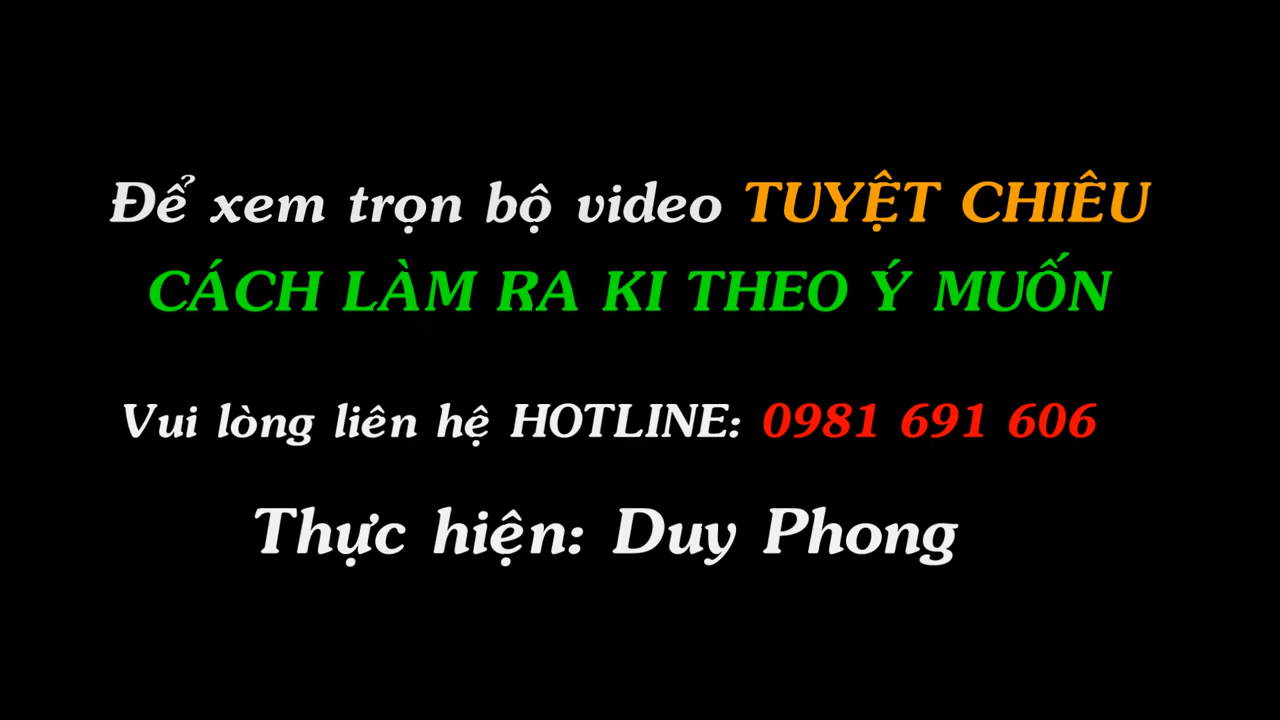 Để xem trọn bộ video TUYỆT CHIÊU
CÁCH LÀM RA KI THEO Ý MUỐN
Vui lòng liên hệ HOTLINE: 0981 691 606
Thực hiện: Duy Phong